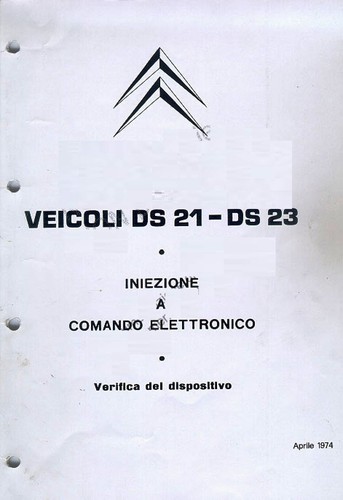 VEICOLI DS 21 - DS 23
INIEZIONE
A
COMANDO ELETTRONICO
Verifica del dispositivo
Aprile 1974